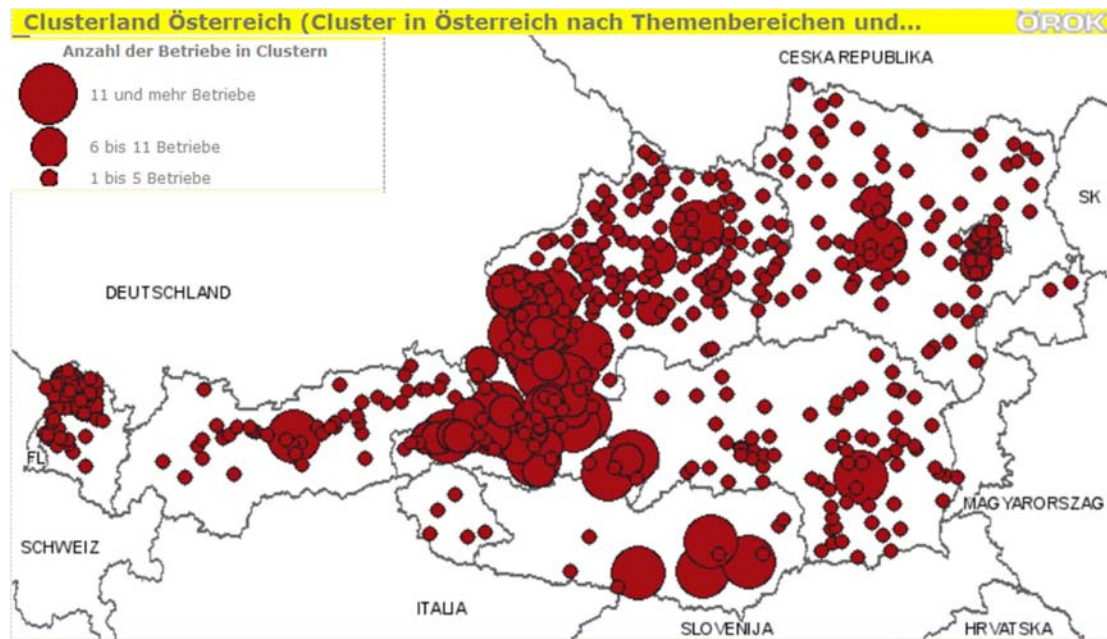 Clusterland Österreich (Cluster in Österreich nach Themenbereichen und...
ÖROK
Anzahl der Betriebe in Clustern
11 und mehr Betriebe
6 bis 11 Betriebe
1 bis 5 Betriebe
CESKA REPUBLIKA
SK
DEUTSCHLAND
FL
MAGYARORSZAG
SCHWEIZ
ITALIA
SLOVENIJA
HRVATSKA